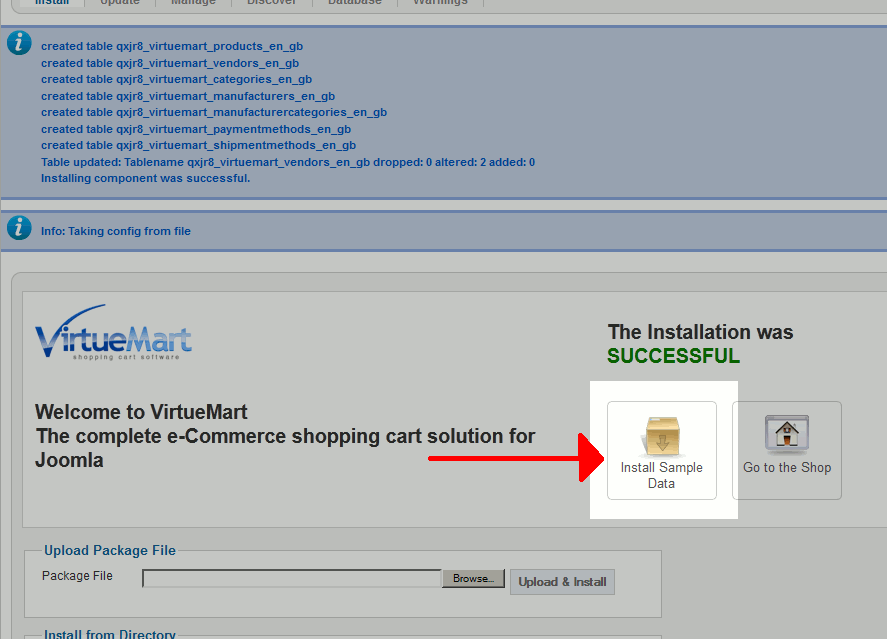 Install Update Manage Discover Database Warnings
created table qxjr8_virtuemart_products_en_gb
created table qxjr8_virtuemart_vendors_en_gb
created table qxjr8_virtuemart_categories_en_gb
created table qxjr8_virtuemart_manufacturers_en_gb
created table qxjr8_virtuemart_manufacturercategories_en_gb
created table qxjr8_virtuemart_paymentmethods_en_gb
created table qxjr8_virtuemart_shipmentmethods_en_gb
Table updated: Tablename qxjr8_virtuemart_vendors_en_gb dropped: 0 altered: 2 added: 0
Installing component was successful.
Info: Taking config from file
VirtueMart
shopping cart software
The Installation was
SUCCESSFUL
Welcome to VirtueMart
The complete e-Commerce shopping cart solution for
Joomla
Install Sample
Data
Go to the Shop
Upload Package File
Package File
Browse...
Upload & Install
Install from Directory